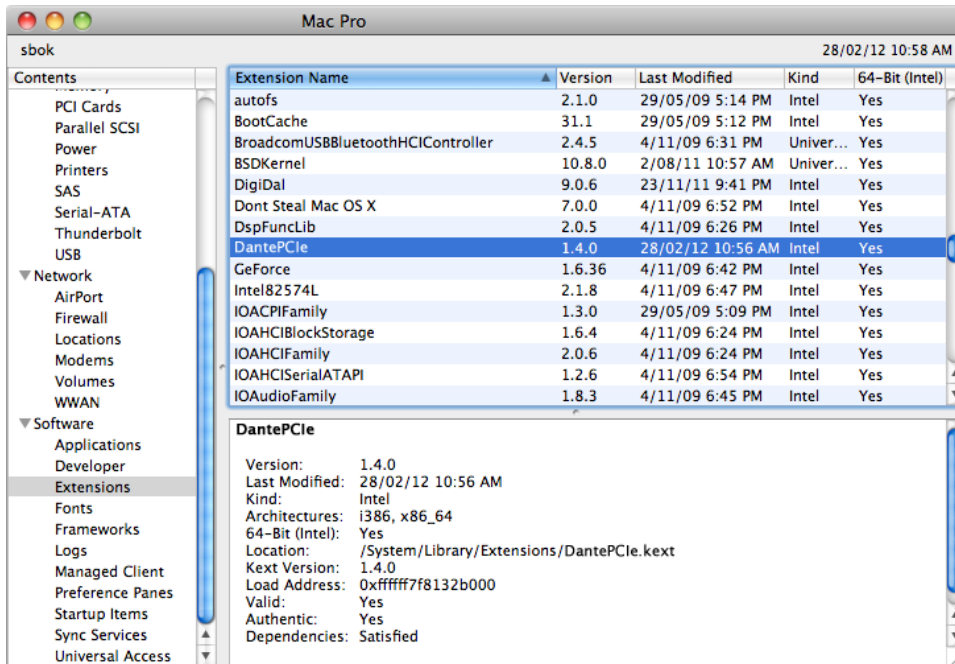 Mac Pro
sbok
28/02/12 10:58 AM
Contents
Memory
PCI Cards
Parallel SCSI
Power
Printers
SAS
Serial-ATA
Thunderbolt
USB
Network
AirPort
Firewall
Locations
Modems
Volumes
WWAN
Software
Applications
Developer
Extensions
Fonts
Frameworks
Logs
Managed Client
Preference Panes
Startup Items
Sync Services
Universal Access
Extension Name Version Last Modified Kind 64-Bit (Intel)
autofs 2.1.0 29/05/09 5:14 PM Intel Yes
BootCache 31.1 29/05/09 5:12 PM Intel Yes
BroadcomUSBBluetoothHCIController 2.4.5 4/11/09 6:31 PM Univer... Yes
BSDKernel 10.8.0 2/08/11 10:57 AM Univer... Yes
DigiDal 9.0.6 23/11/11 9:41 PM Intel Yes
Dont Steal Mac OS X 7.0.0 4/11/09 6:52 PM Intel Yes
DspFuncLib 2.0.5 4/11/09 6:26 PM Intel Yes
DantePCIe 1.4.0 28/02/12 10:56 AM Intel Yes
GeForce 1.6.36 4/11/09 6:42 PM Intel Yes
Intel82574L 2.1.8 4/11/09 6:47 PM Intel Yes
IOACPIFamily 1.3.0 29/05/09 5:09 PM Intel Yes
IOAHCIBlockStorage 1.6.4 4/11/09 6:24 PM Intel Yes
IOAHCIFamily 2.0.6 4/11/09 6:24 PM Intel Yes
IOAHCISerialATAPI 1.2.6 4/11/09 6:54 PM Intel Yes
IOAudioFamily 1.8.3 4/11/09 6:45 PM Intel Yes
DantePCIe
Version: 1.4.0
Last Modified: 28/02/12 10:56 AM
Kind: Intel
Architectures: i386, x86_64
64-Bit (Intel): Yes
Location: /System/Library/Extensions/DantePCIe.kext
Kext Version: 1.4.0
Load Address: 0xffffff7f8132b000
Valid: Yes
Authentic: Yes
Dependencies: Satisfied